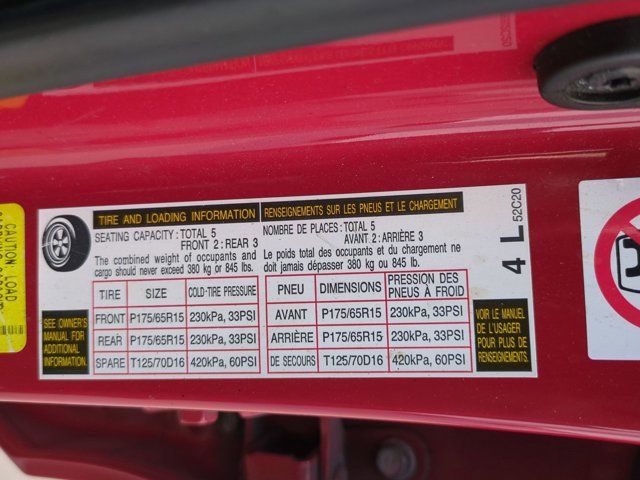 TIRE AND LOADING INFORMATION
SEATING CAPACITY: TOTAL 5
FRONT 2: REAR 3
The combined weight of occupants and
cargo should never exceed 380 kg or 845 lb.
RENSEIGNEMENTS SUR LES PNEUS ET LE CHARGEMENT
NOMBRE DE PLACES: TOTAL 5
AVANT 2: ARRIÈRE 3
Le poids total des occupants et du chargement ne
doit jamais dépasser 380 kg ou 845 lb.
SEE OWNER'S
MANUAL FOR
ADDITIONAL
INFORMATION.
TIRE SIZE COLD-TIRE PRESSURE
FRONT P175/65R15 230kPa, 33PSI
REAR P175/65R15 230kPa, 33PSI
SPARE T125/70D16 420kPa, 60PSI
PNEU DIMENSIONS PRESSION DES
PNEUS À FROID
AVANT P175/65R15 230kPa, 33PSI
ARRIÈRE P175/65R15 230kPa, 33PSI
DE SECOURS T125/70D16 420kPa, 60PSI
VOIR LE MANUEL
DE L'USAGER
POUR PLUS DE
RENSEIGNEMENTS.
4 L
52C20
CAUTION: LOAD